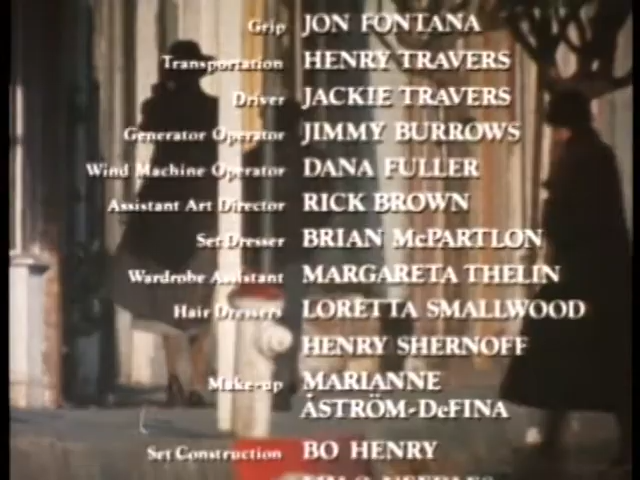 Grip JON FONTANA
Transportation HENRY TRAVERS
Driver JACKIE TRAVERS
Generator Operator JIMMY BURROWS
Wind Machine Operator DANA FULLER
Assistant Art Director RICK BROWN
Set Dresser BRIAN McPARTLON
Wardrobe Assistant MARGARETA THELIN
Hair Dressers LORETTA SMALLWOOD
HENRY SHERNOFF
Make-up MARIANNE
ÅSTRÖM-DeFINA
Set Construction BO HENRY